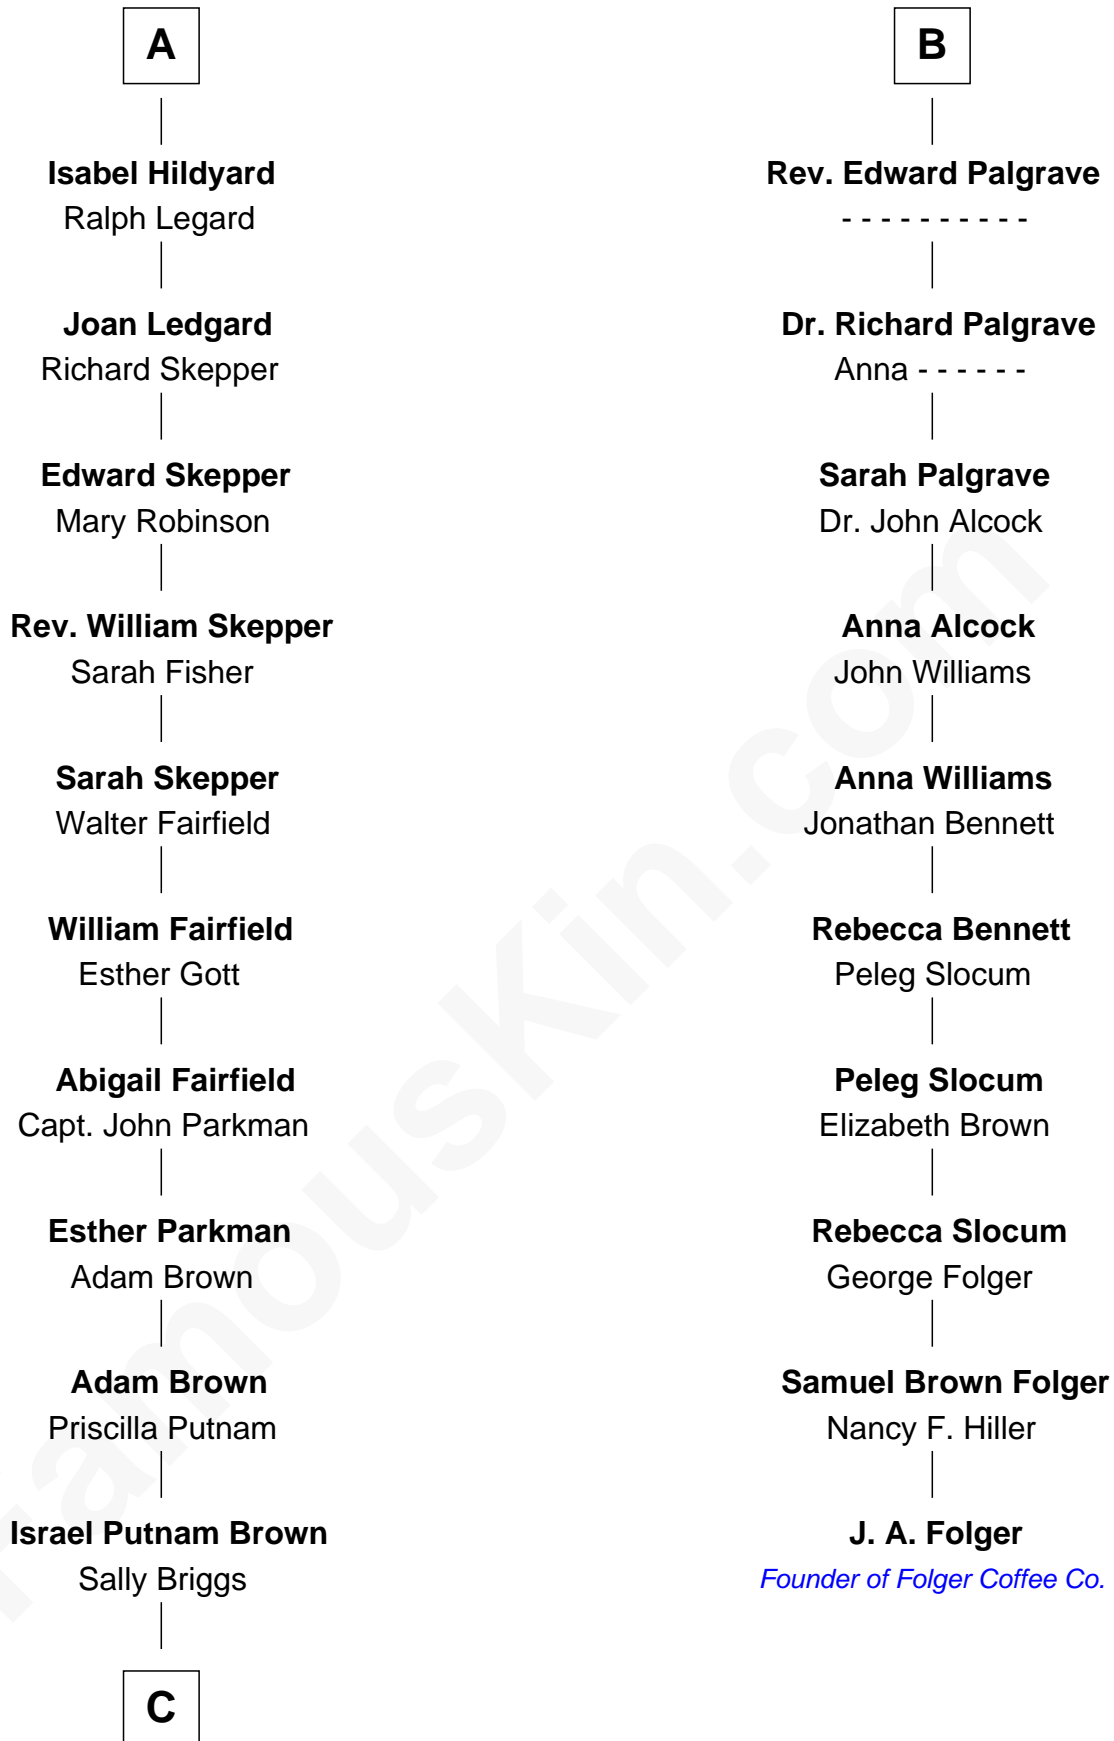 A
Isabel Hildyard
Ralph Legard
Joan Ledgard
Richard Skepper
Edward Skepper
Mary Robinson
Rev. William Skepper
Sarah Fisher
Sarah Skepper
Walter Fairfield
William Fairfield
Esther Gott
Abigail Fairfield
Capt. John Parkman
Esther Parkman
Adam Brown
Adam Brown
Priscilla Putnam
Israel Putnam Brown
Sally Briggs
C
B
Rev. Edward Palgrave
- - - - - - - - - -
Dr. Richard Palgrave
Anna - - - - - -
Sarah Palgrave
Dr. John Alcock
Anna Alcock
John Williams
Anna Williams
Jonathan Bennett
Rebecca Bennett
Peleg Slocum
Peleg Slocum
Elizabeth Brown
Rebecca Slocum
George Folger
Samuel Brown Folger
Nancy F. Hiller
J. A. Folger
Founder of Folger Coffee Co.
FamousKin.com